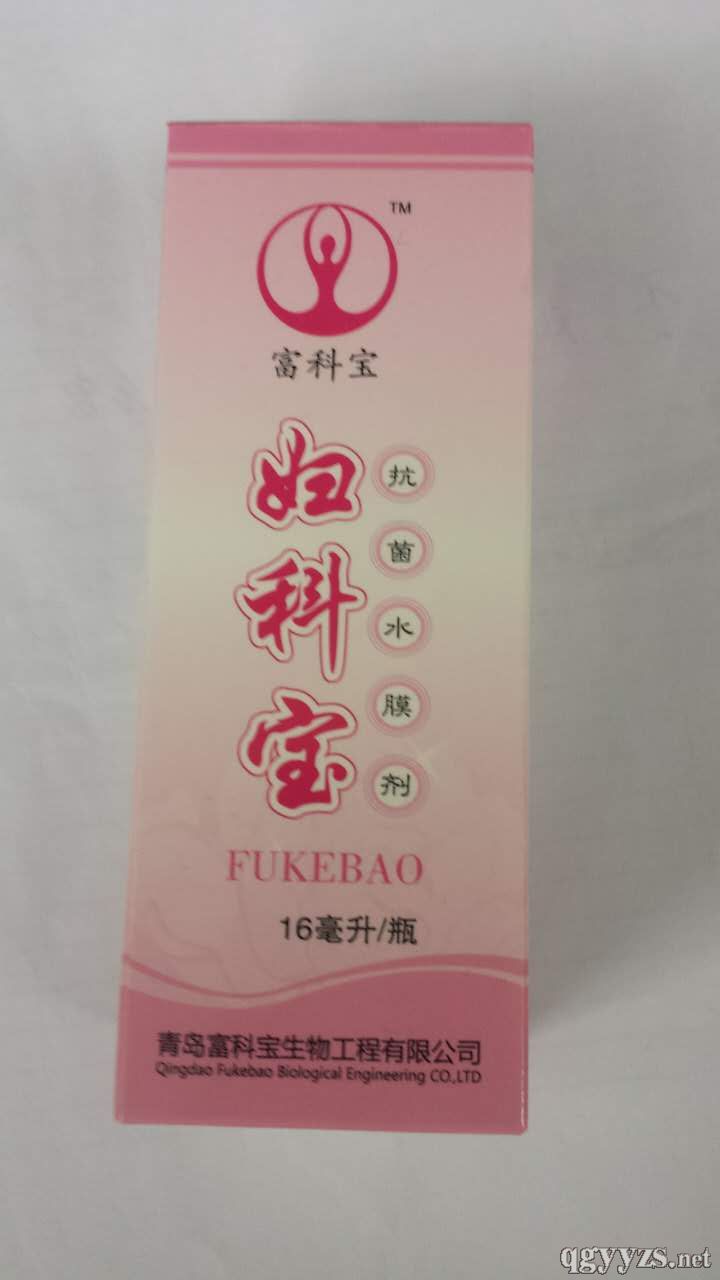 TM
富科宝
妇科宝
抗菌水膜剂
FUKEBAO
16毫升/瓶
青岛富科宝生物工程有限公司
Qingdao Fukebao Biological Engineering CO.,LTD
qgyyzs.net